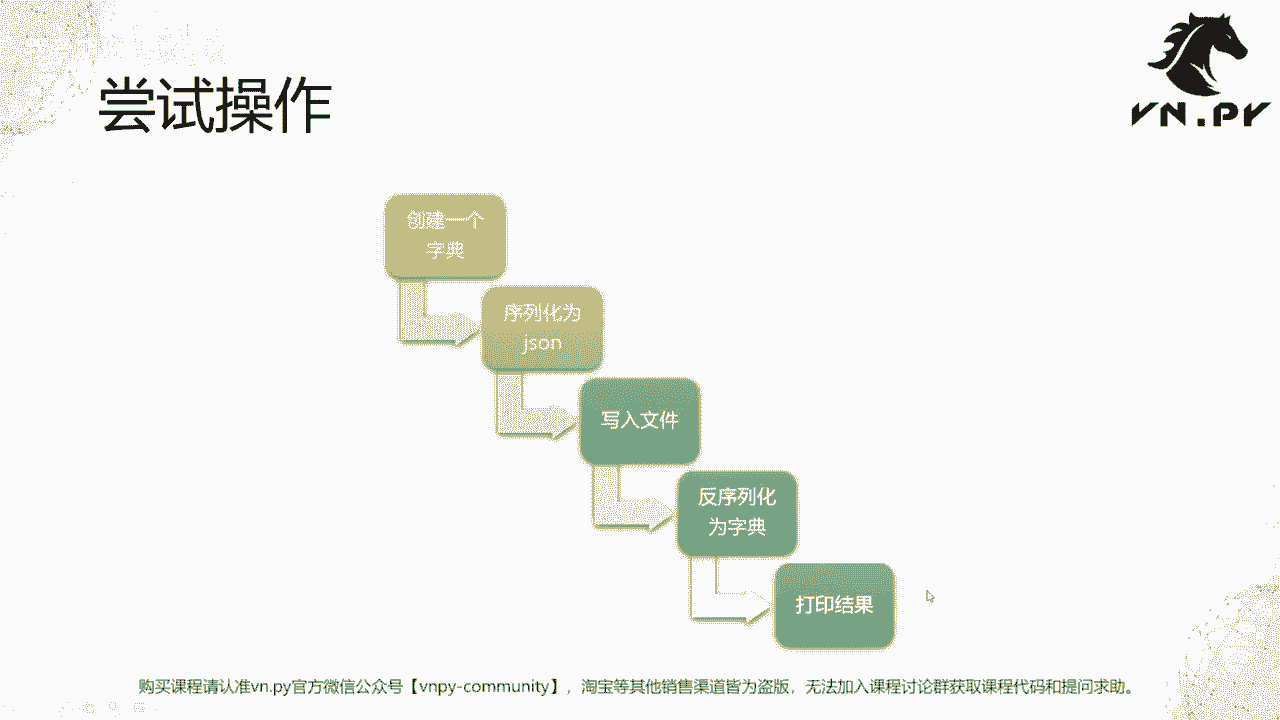 尝试操作
VN.PY
创建一个
字典
序列化为
json
写入文件
反序列化
为字典
打印结果
购买课程请认准vn.py官方微信公众号【vnpy-community】，淘宝等其他销售渠道皆为盗版，无法加入课程讨论群获取课程代码和提问求助。